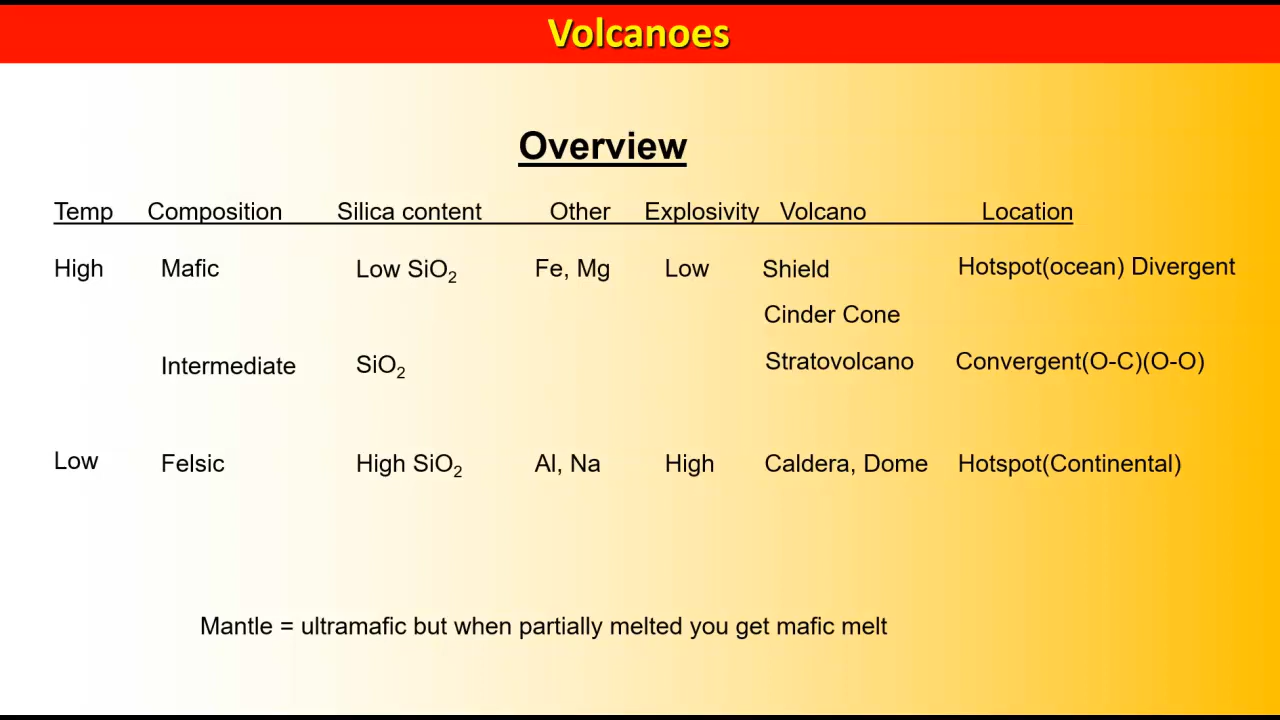 Volcanoes
Overview
Temp Composition Silica content Other Explosivity Volcano Location
High Mafic Low SiO₂ Fe, Mg Low Shield Hotspot(ocean) Divergent
Cinder Cone
Intermediate SiO₂ Stratovolcano Convergent(O-C)(O-O)
Low Felsic High SiO₂ Al, Na High Caldera, Dome Hotspot(Continental)
Mantle = ultramafic but when partially melted you get mafic melt